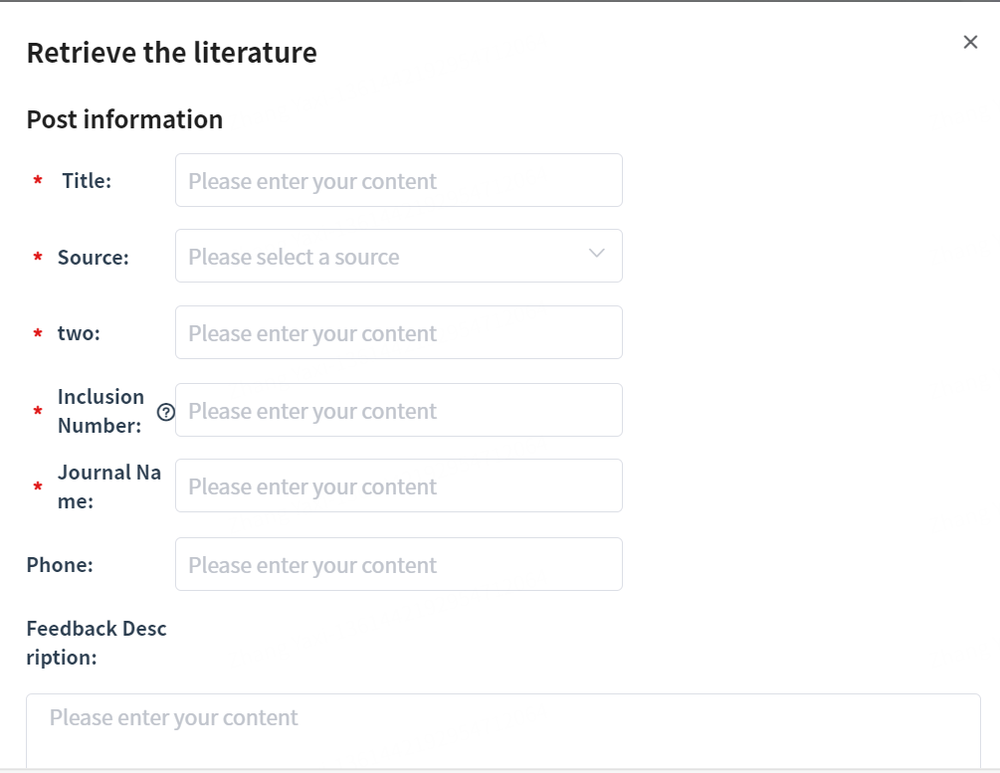 Retrieve the literature
Post information
* Title: Please enter your content
* Source: Please select a source
* two: Please enter your content
* Inclusion
Number: ? Please enter your content
* Journal Na
me: Please enter your content
Phone: Please enter your content
Feedback Desc
ription:
Please enter your content